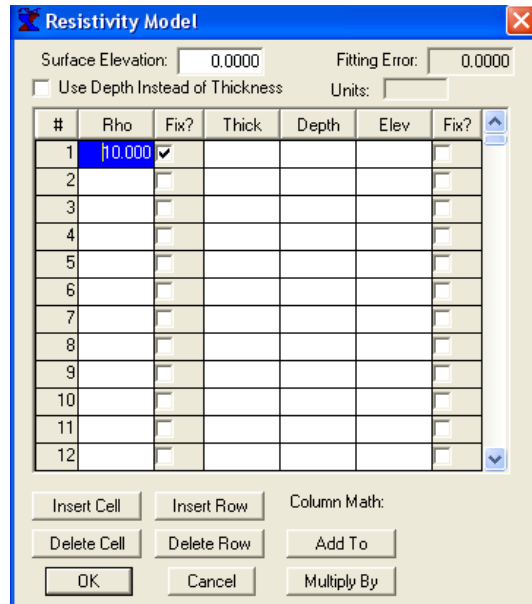 Resistivity Model
Surface Elevation: 0.0000 Fitting Error: 0.0000
Use Depth Instead of Thickness Units:
# Rho Fix? Thick Depth Elev Fix?
1 10.000
2
3
4
5
6
7
8
9
10
11
12
Insert Cell Insert Row Column Math:
Delete Cell Delete Row Add To
OK Cancel Multiply By